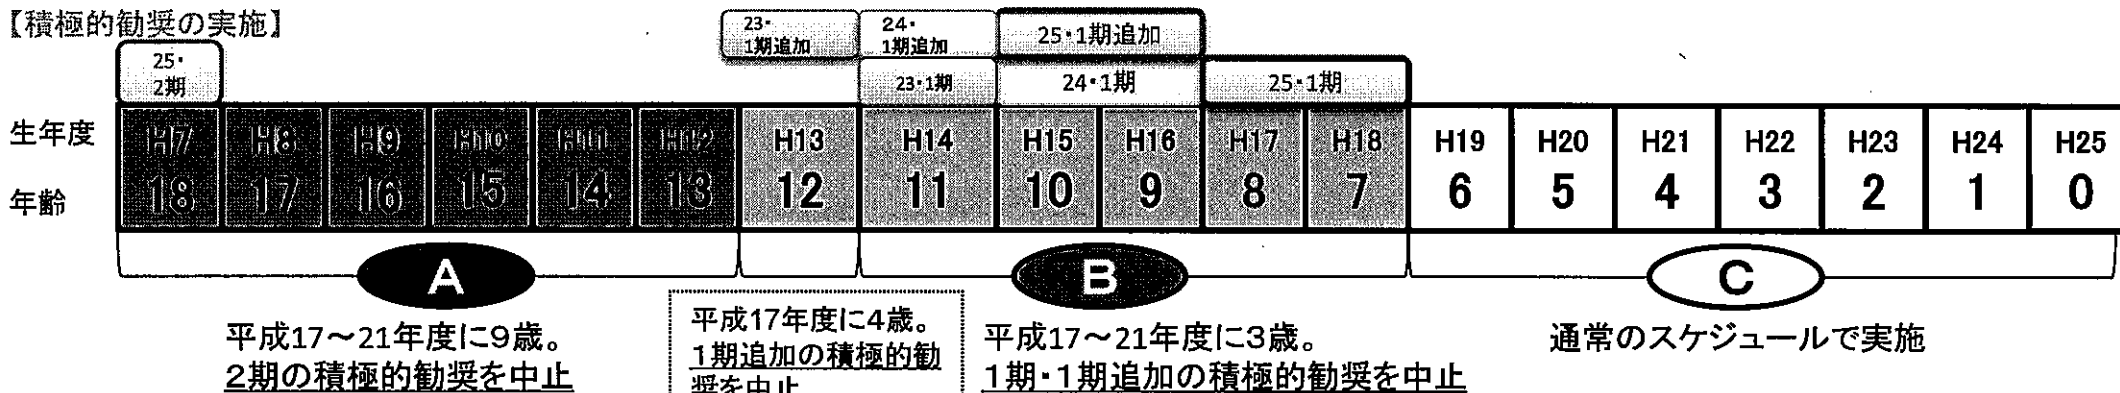 【積極的勧奨の実施】
25・
2期
23・
1期追加
24・
1期追加
25・1期追加
23・1期
24・1期
25・1期
生年度
H7 H8 H9 H10 H11 H12 H13 H14 H15 H16 H17 H18 H19 H20 H21 H22 H23 H24 H25
年齢
18 17 16 15 14 13 12 11 10 9 8 7 6 5 4 3 2 1 0
A
B
C
平成17～21年度に9歳。
2期の積極的勧奨を中止
平成17年度に4歳。
1期追加の積極的勧
奨を中止
平成17～21年度に3歳。
1期・1期追加の積極的勧奨を中止
通常のスケジュールで実施